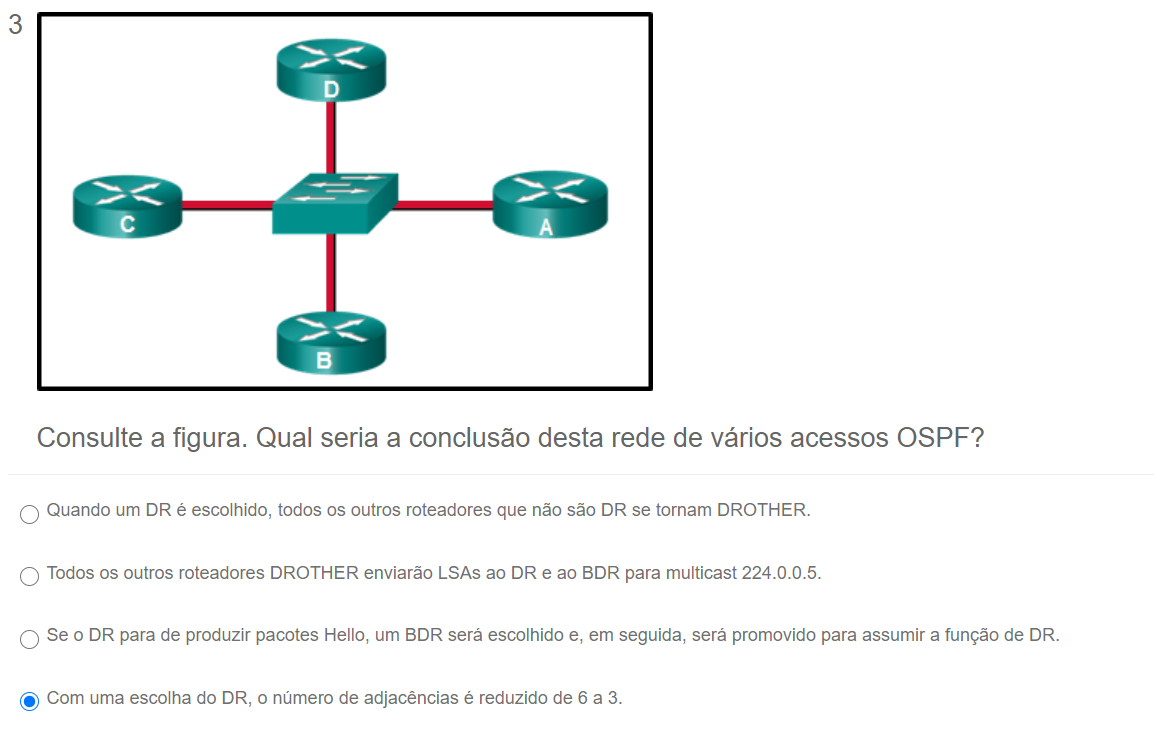 3
D
C
A
B
Consulte a figura. Qual seria a conclusão desta rede de vários acessos OSPF?
Quando um DR é escolhido, todos os outros roteadores que não são DR se tornam DROTHER.
Todos os outros roteadores DROTHER enviarão LSAs ao DR e ao BDR para multicast 224.0.0.5.
Se o DR para de produzir pacotes Hello, um BDR será escolhido e, em seguida, será promovido para assumir a função de DR.
Com uma escolha do DR, o número de adjacências é reduzido de 6 a 3.